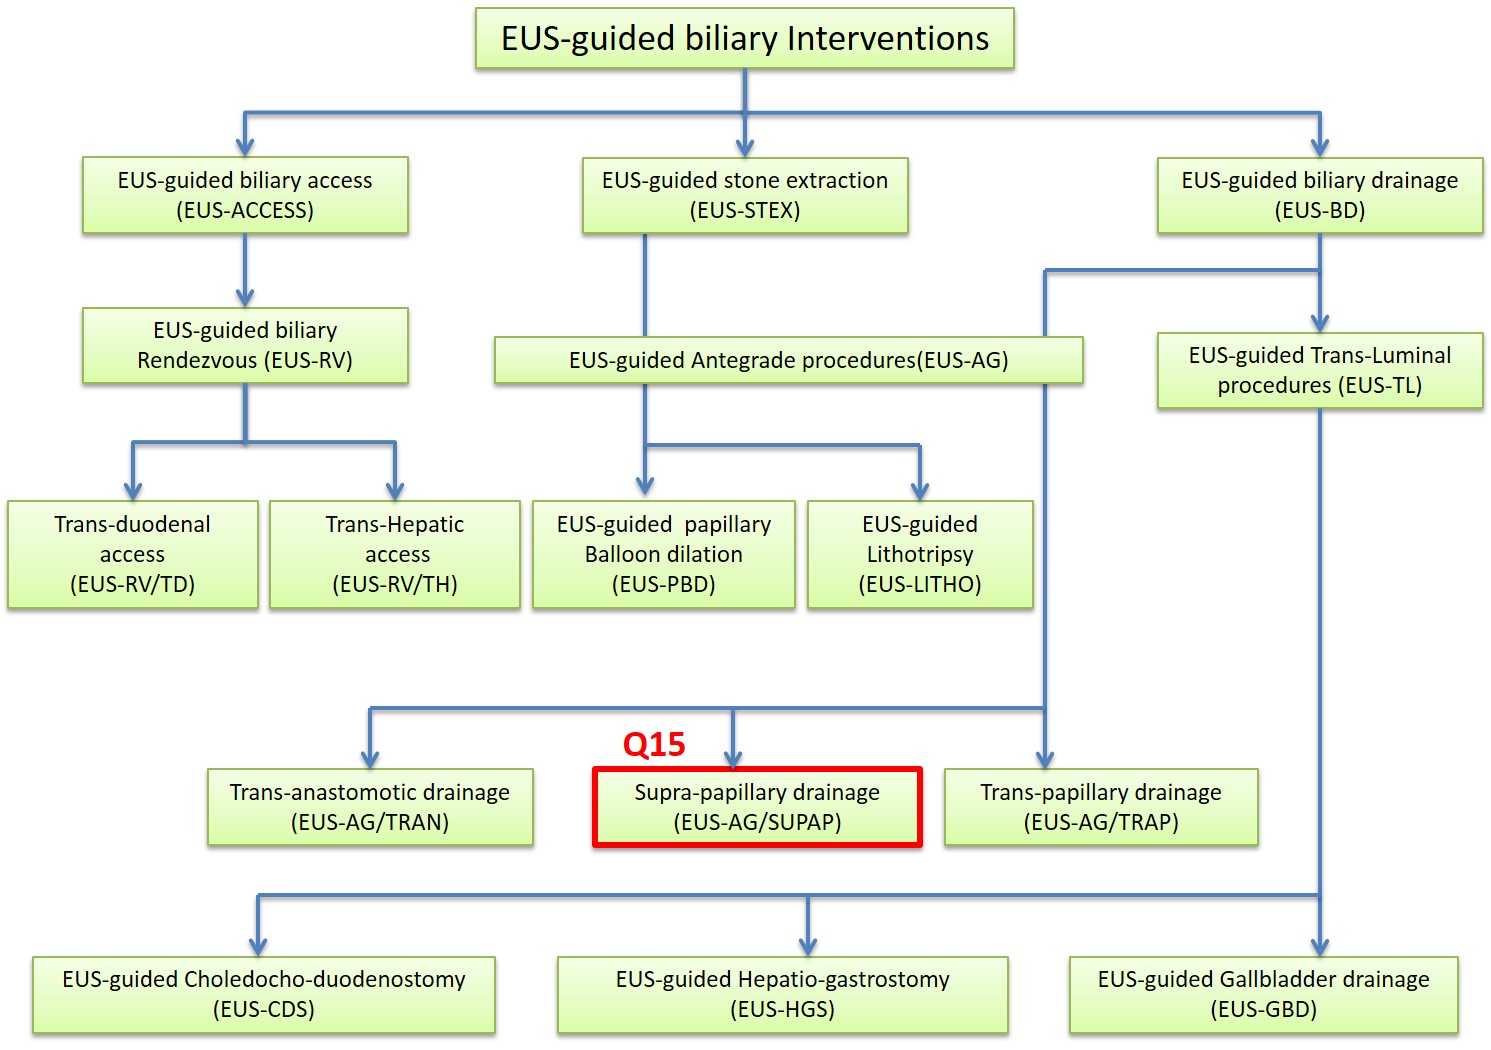 EUS-guided biliary Interventions
EUS-guided biliary access
(EUS-ACCESS)
EUS-guided stone extraction
(EUS-STEX)
EUS-guided biliary drainage
(EUS-BD)
EUS-guided biliary
Rendezvous (EUS-RV)
EUS-guided Antegrade procedures(EUS-AG)
EUS-guided Trans-Luminal
procedures (EUS-TL)
Trans-duodenal
access
(EUS-RV/TD)
Trans-Hepatic
access
(EUS-RV/TH)
EUS-guided papillary
Balloon dilation
(EUS-PBD)
EUS-guided
Lithotripsy
(EUS-LITHO)
Q15
Trans-anastomotic drainage
(EUS-AG/TRAN)
Supra-papillary drainage
(EUS-AG/SUPAP)
Trans-papillary drainage
(EUS-AG/TRAP)
EUS-guided Choledocho-duodenostomy
(EUS-CDS)
EUS-guided Hepatio-gastrostomy
(EUS-HGS)
EUS-guided Gallbladder drainage
(EUS-GBD)